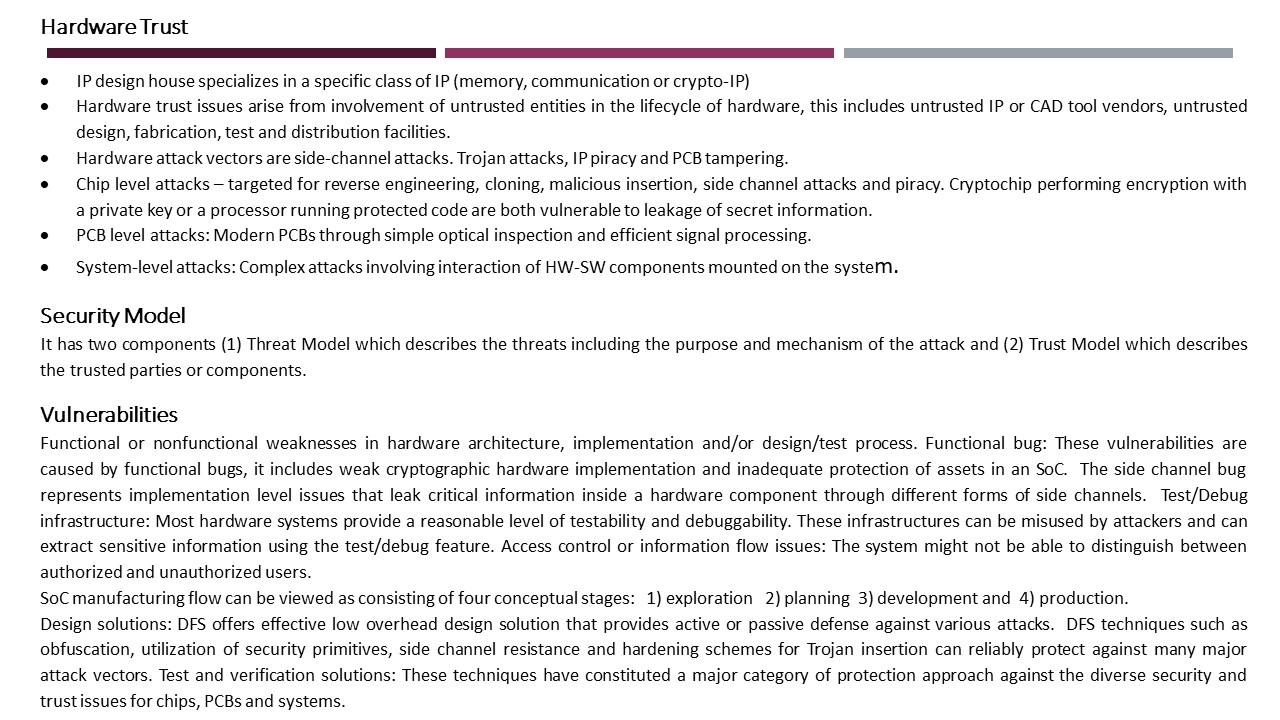 Hardware Trust
• IP design house specializes in a specific class of IP (memory, communication or crypto-IP)
• Hardware trust issues arise from involvement of untrusted entities in the lifecycle of hardware, this includes untrusted IP or CAD tool vendors, untrusted
design, fabrication, test and distribution facilities.
• Hardware attack vectors are side-channel attacks. Trojan attacks, IP piracy and PCB tampering.
• Chip level attacks – targeted for reverse engineering, cloning, malicious insertion, side channel attacks and piracy. Cryptochip performing encryption with
a private key or a processor running protected code are both vulnerable to leakage of secret information.
• PCB level attacks: Modern PCBs through simple optical inspection and efficient signal processing.
• System-level attacks: Complex attacks involving interaction of HW-SW components mounted on the system.
Security Model
It has two components (1) Threat Model which describes the threats including the purpose and mechanism of the attack and (2) Trust Model which describes
the trusted parties or components.
Vulnerabilities
Functional or nonfunctional weaknesses in hardware architecture, implementation and/or design/test process. Functional bug: These vulnerabilities are
caused by functional bugs, it includes weak cryptographic hardware implementation and inadequate protection of assets in an SoC. The side channel bug
represents implementation level issues that leak critical information inside a hardware component through different forms of side channels. Test/Debug
infrastructure: Most hardware systems provide a reasonable level of testability and debuggability. These infrastructures can be misused by attackers and can
extract sensitive information using the test/debug feature. Access control or information flow issues: The system might not be able to distinguish between
authorized and unauthorized users.
SoC manufacturing flow can be viewed as consisting of four conceptual stages: 1) exploration 2) planning 3) development and 4) production.
Design solutions: DFS offers effective low overhead design solution that provides active or passive defense against various attacks. DFS techniques such as
obfuscation, utilization of security primitives, side channel resistance and hardening schemes for Trojan insertion can reliably protect against many major
attack vectors. Test and verification solutions: These techniques have constituted a major category of protection approach against the diverse security and
trust issues for chips, PCBs and systems.